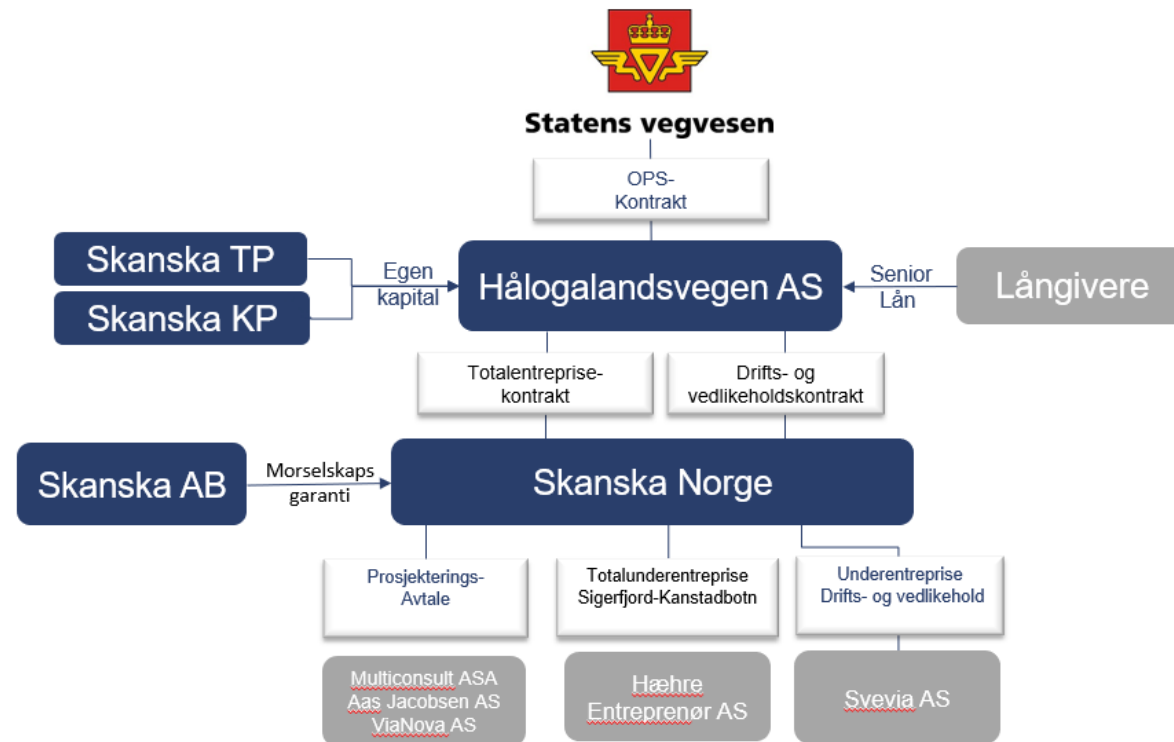 Statens vegvesen
OPS-
Kontrakt
Skanska TP
Skanska KP
Egen
kapital
Hålogalandsvegen AS
Senior
Lån
Långivere
Totalentreprise-
kontrakt
Drifts- og
vedlikeholdskontrakt
Skanska AB
Morselskaps
garanti
Skanska Norge
Prosjekterings-
Avtale
Totalunderentreprise
Sigerfjord-Kanstadbotn
Underentreprise
Drifts- og vedlikehold
Multiconsult ASA
Aas Jacobsen AS
ViaNova AS
Hæhre
Entreprenør AS
Svevia AS